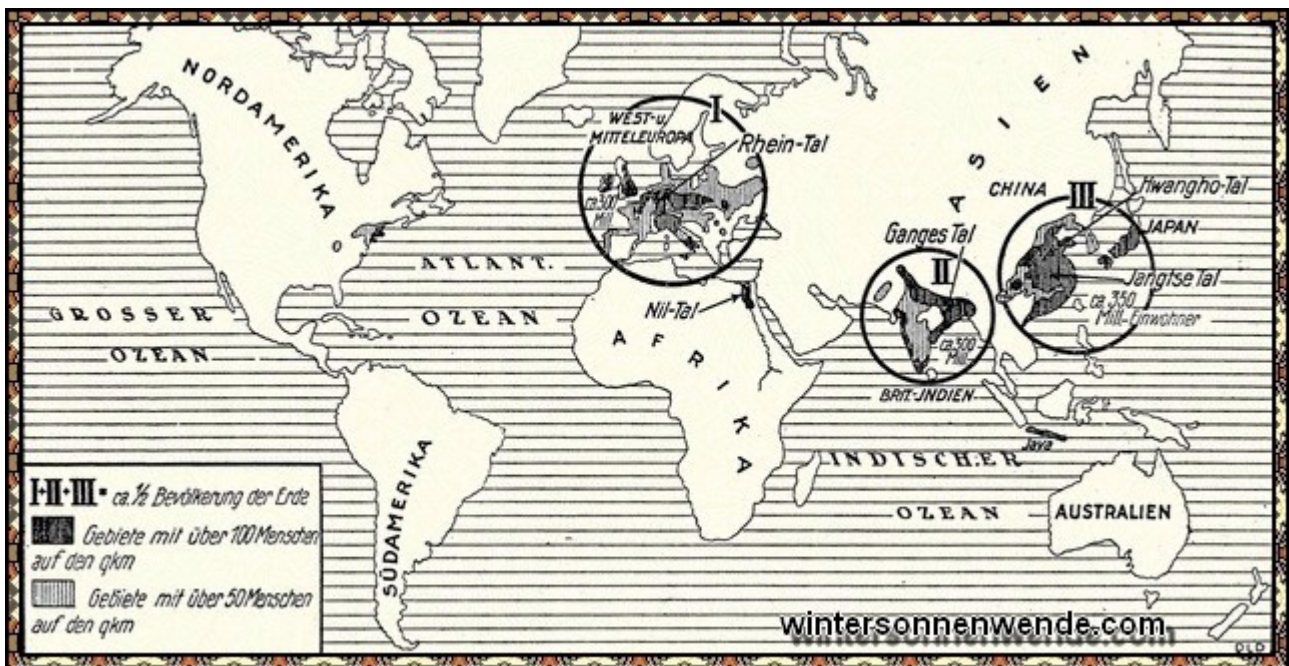 NORDAMERIKA
WEST-u.
MITTELEUROPA
I
Rhein-Tal
ca. 300
Mill.
ASIEN
CHINA
III
Hwangho-Tal
JAPAN
Jangtse Tal
ca. 350
Mill.-Einwohner
Ganges Tal
II
ca. 300
Mill.
BRIT.-INDIEN
ATLANT.
OZEAN
Nil-Tal
GROSSER
OZEAN
AFRIKA
Java
INDISCHER
OZEAN
SÜDAMERIKA
AUSTRALIEN
I•II•III = ca. ½ Bevölkerung der Erde
Gebiete mit über 100 Menschen
auf den qkm
Gebiete mit über 50 Menschen
auf den qkm
wintersonnenwende.com
DLD